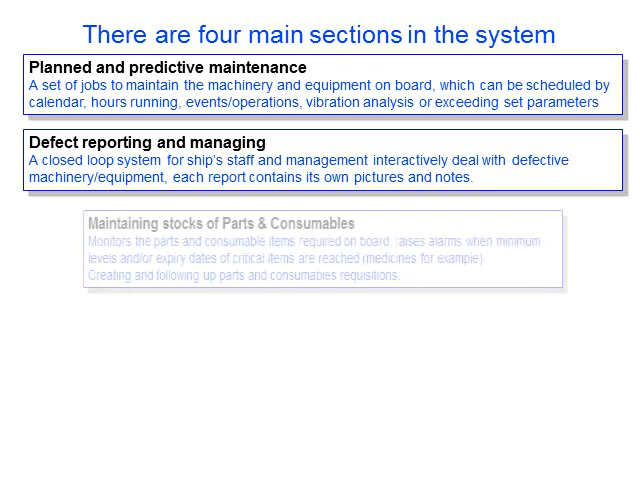 There are four main sections in the system
Planned and predictive maintenance
A set of jobs to maintain the machinery and equipment on board, which can be scheduled by
calendar, hours running, events/operations, vibration analysis or exceeding set parameters
Defect reporting and managing
A closed loop system for ship's staff and management interactively deal with defective
machinery/equipment, each report contains its own pictures and notes.
Maintaining stocks of Parts & Consumables
Monitors the parts and consumable items required on board, raises alarms when minimum
levels and/or expiry dates of critical items are reached (medicines for example)
Creating and following up parts and consumables requisitions.